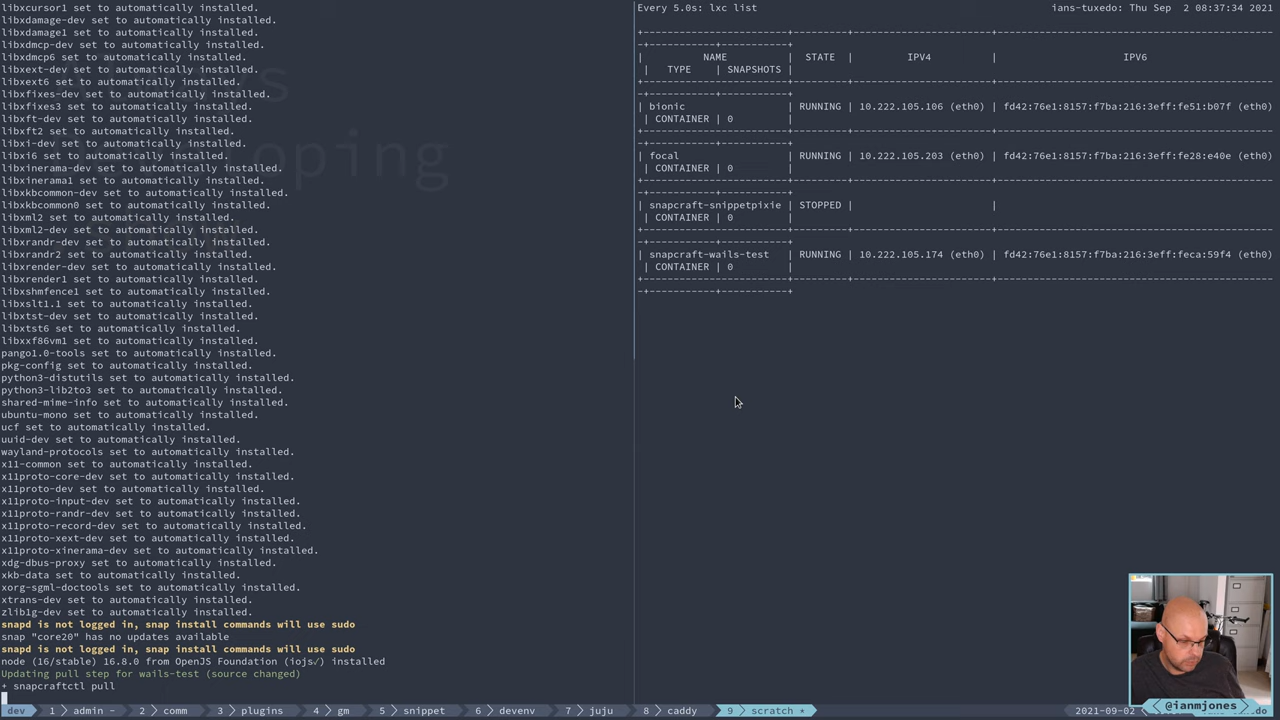 libxcursor1 set to automatically installed.
libxdamage-dev set to automatically installed.
libxdamage1 set to automatically installed.
libxdmcp-dev set to automatically installed.
libxdmcp6 set to automatically installed.
libxext-dev set to automatically installed.
libxext6 set to automatically installed.
libxfixes-dev set to automatically installed.
libxfixes3 set to automatically installed.
libxft-dev set to automatically installed.
libxft2 set to automatically installed.
libxi-dev set to automatically installed.
libxi6 set to automatically installed.
libxinerama-dev set to automatically installed.
libxinerama1 set to automatically installed.
libxkbcommon-dev set to automatically installed.
libxkbcommon0 set to automatically installed.
libxml2 set to automatically installed.
libxml2-dev set to automatically installed.
libxrandr-dev set to automatically installed.
libxrandr2 set to automatically installed.
libxrender-dev set to automatically installed.
libxrender1 set to automatically installed.
libxshmfence1 set to automatically installed.
libxslt1.1 set to automatically installed.
libxtst-dev set to automatically installed.
libxtst6 set to automatically installed.
libxxf86vm1 set to automatically installed.
pango1.0-tools set to automatically installed.
pkg-config set to automatically installed.
python3-distutils set to automatically installed.
python3-lib2to3 set to automatically installed.
shared-mime-info set to automatically installed.
ubuntu-mono set to automatically installed.
ucf set to automatically installed.
uuid-dev set to automatically installed.
wayland-protocols set to automatically installed.
x11-common set to automatically installed.
x11proto-core-dev set to automatically installed.
x11proto-dev set to automatically installed.
x11proto-input-dev set to automatically installed.
x11proto-randr-dev set to automatically installed.
x11proto-record-dev set to automatically installed.
x11proto-xext-dev set to automatically installed.
x11proto-xinerama-dev set to automatically installed.
xdg-dbus-proxy set to automatically installed.
xkb-data set to automatically installed.
xorg-sgml-doctools set to automatically installed.
xtrans-dev set to automatically installed.
zlib1g-dev set to automatically installed.
snapd is not logged in, snap install commands will use sudo
snap "core20" has no updates available
snapd is not logged in, snap install commands will use sudo
node (16/stable) 16.8.0 from OpenJS Foundation (iojs✓) installed
Updating pull step for wails-test (source changed)
+ snapcraftctl pull
Every 5.0s: lxc list ians-tuxedo: Thu Sep 2 08:37:34 2021
| NAME | STATE | IPV4 | IPV6
| TYPE | SNAPSHOTS |
| bionic | RUNNING | 10.222.105.106 (eth0) | fd42:76e1:8157:f7ba:216:3eff:fe51:b07f (eth0)
| CONTAINER | 0 |
| focal | RUNNING | 10.222.105.203 (eth0) | fd42:76e1:8157:f7ba:216:3eff:fe28:e40e (eth0)
| CONTAINER | 0 |
| snapcraft-snippetpixie | STOPPED | |
| CONTAINER | 0 |
| snapcraft-wails-test | RUNNING | 10.222.105.174 (eth0) | fd42:76e1:8157:f7ba:216:3eff:feca:59f4 (eth0)
| CONTAINER | 0 |
dev 1 admin - 2 comm 3 plugins 4 gm 5 snippet 6 devenv 7 juju 8 caddy 9 scratch * 2021-09-02
<@ianmjones>